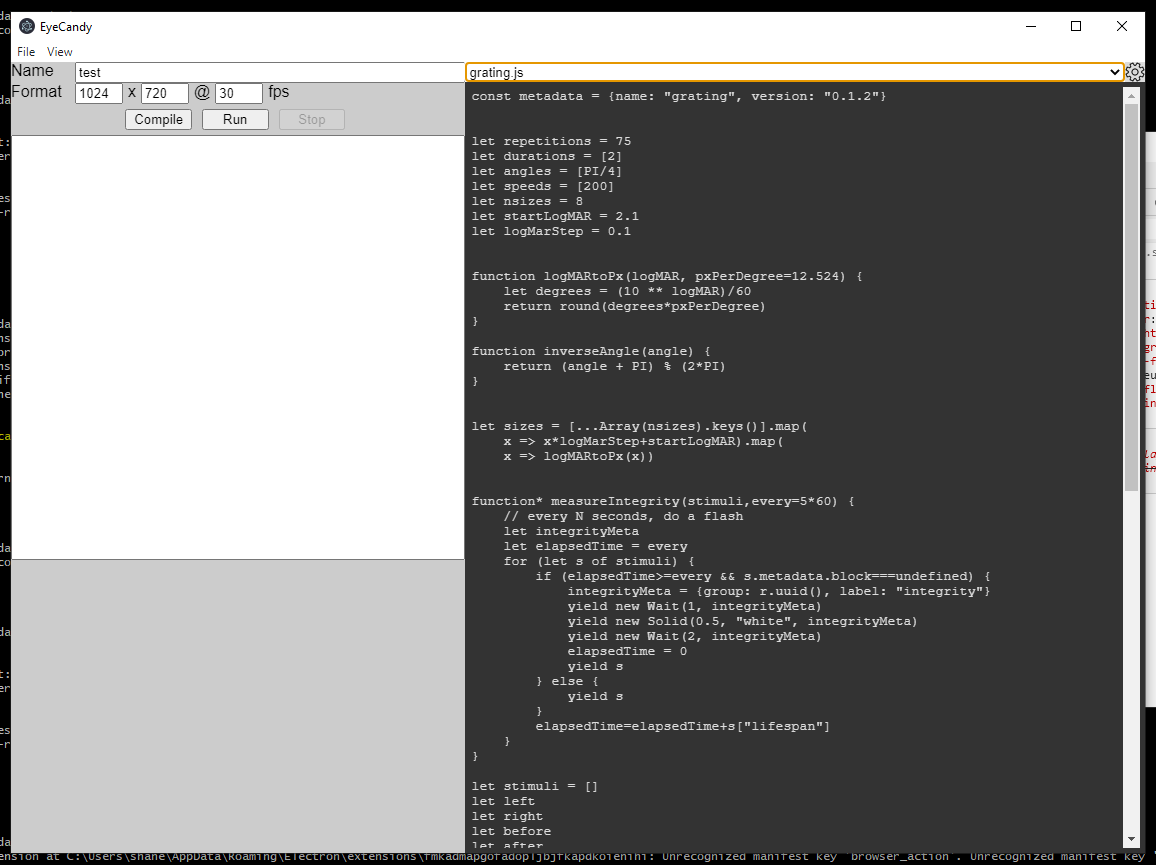 EyeCandy
File View
Name test grating.js
Format 1024 x 720 @ 30 fps
Compile Run Stop
const metadata = {name: "grating", version: "0.1.2"}
let repetitions = 75
let durations = [2]
let angles = [PI/4]
let speeds = [200]
let nsizes = 8
let startLogMAR = 2.1
let logMarStep = 0.1
function logMARtoPx(logMAR, pxPerDegree=12.524) {
let degrees = (10 ** logMAR)/60
return round(degrees*pxPerDegree)
}
function inverseAngle(angle) {
return (angle + PI) % (2*PI)
}
let sizes = [...Array(nsizes).keys()].map(
x => x*logMarStep+startLogMAR).map(
x => logMARtoPx(x))
function* measureIntegrity(stimuli,every=5*60) {
// every N seconds, do a flash
let integrityMeta
let elapsedTime = every
for (let s of stimuli) {
if (elapsedTime>=every && s.metadata.block===undefined) {
integrityMeta = {group: r.uuid(), label: "integrity"}
yield new Wait(1, integrityMeta)
yield new Solid(0.5, "white", integrityMeta)
yield new Wait(2, integrityMeta)
elapsedTime = 0
yield s
} else {
yield s
}
elapsedTime=elapsedTime+s["lifespan"]
}
}
let stimuli = []
let left
let right
let before
let after
ension at C:\Users\shane\AppData\Roaming\Electron\extensions\fmkadmapgofadopljbjfkapdkoienihi: Unrecognized manifest key 'browser_action'. Unrecognized manifest key